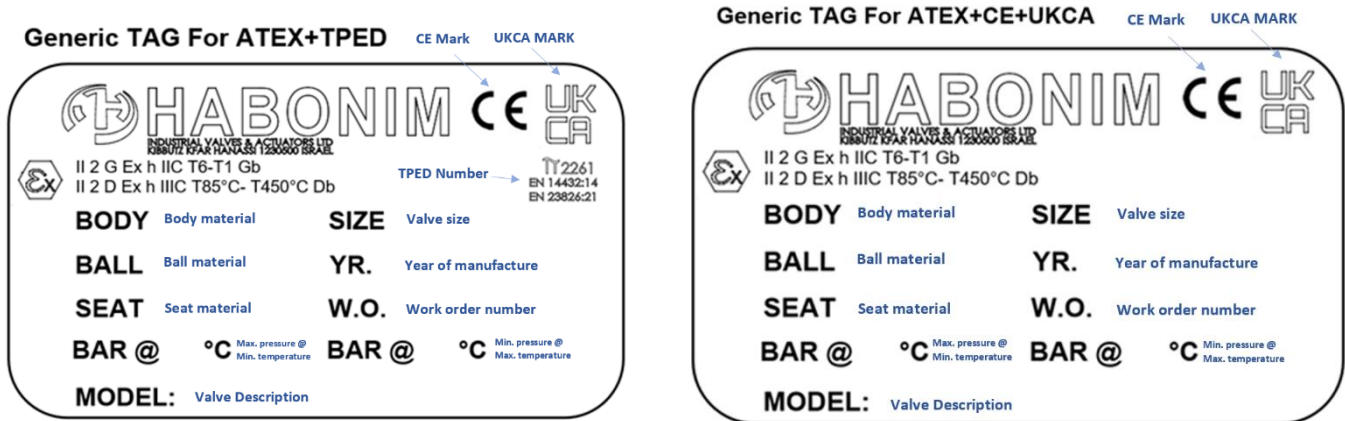 Generic TAG For ATEX+TPED
CE Mark
UKCA MARK
HABONIM
CE
UK
CA
INDUSTRIAL VALVES & ACTUATORS LTD
KIBBUTZ KFAR HANASSI 1230500 ISRAEL
Ex
II 2 G Ex h IIC T6-T1 Gb
II 2 D Ex h IIIC T85°C- T450°C Db
TPED Number
π 2261
EN 14432:14
EN 23826:21
BODY Body material SIZE Valve size
BALL Ball material YR. Year of manufacture
SEAT Seat material W.O. Work order number
BAR @ °C Max. pressure @ Min. temperature BAR @ °C Min. pressure @ Max. temperature
MODEL: Valve Description
Generic TAG For ATEX+CE+UKCA
CE Mark
UKCA MARK
HABONIM
CE
UK
CA
INDUSTRIAL VALVES & ACTUATORS LTD
KIBBUTZ KFAR HANASSI 1230500 ISRAEL
Ex
II 2 G Ex h IIC T6-T1 Gb
II 2 D Ex h IIIC T85°C- T450°C Db
BODY Body material SIZE Valve size
BALL Ball material YR. Year of manufacture
SEAT Seat material W.O. Work order number
BAR @ °C Max. pressure @ Min. temperature BAR @ °C Min. pressure @ Max. temperature
MODEL: Valve Description